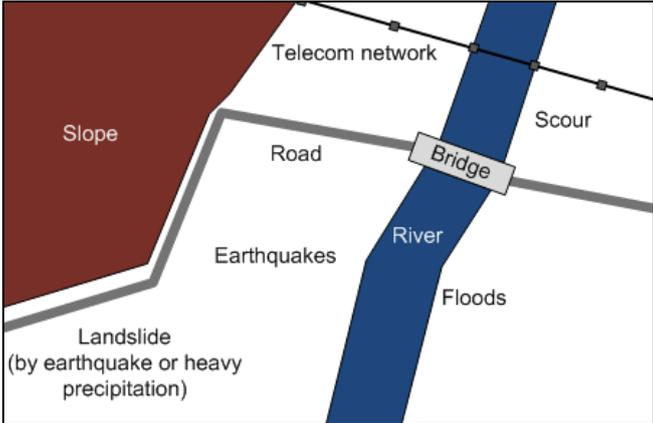 Telecom network
Scour
Slope
Road
Bridge
River
Earthquakes
Floods
Landslide
(by earthquake or heavy
precipitation)